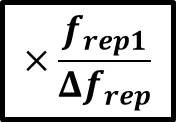 × f_rep1 / Δf_rep